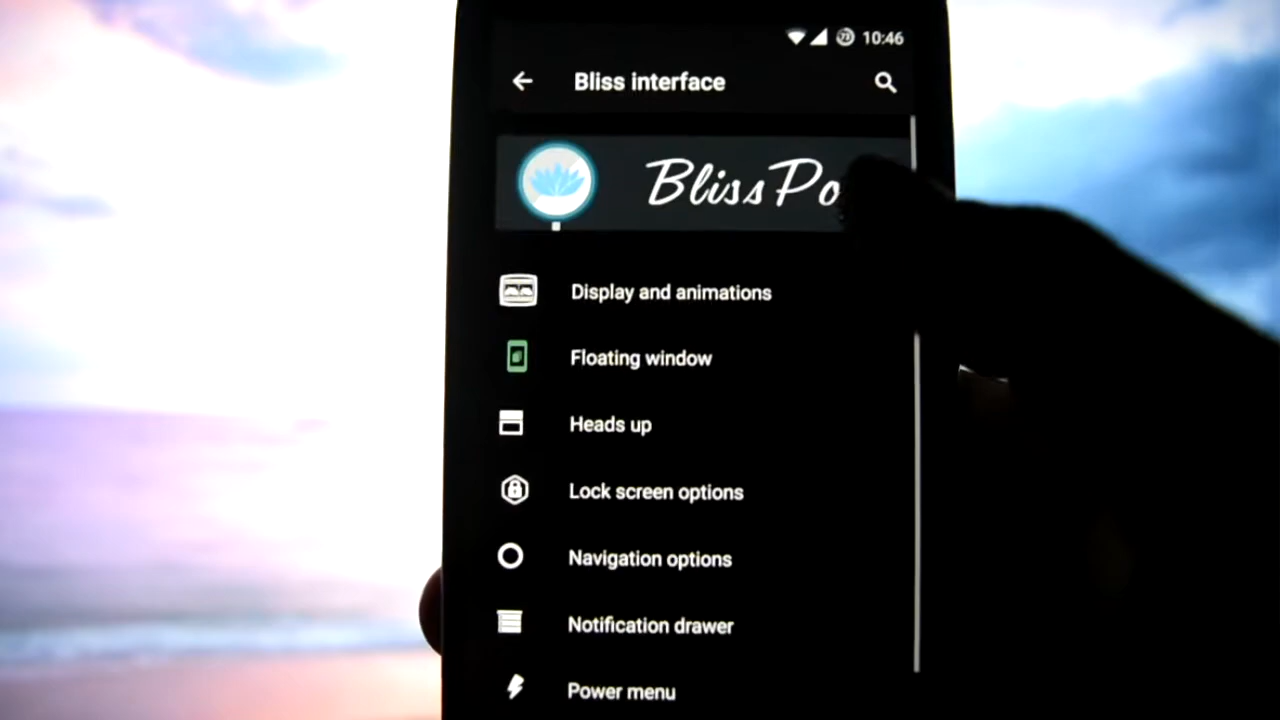 10:46
Bliss interface
Display and animations
Floating window
Heads up
Lock screen options
Navigation options
Notification drawer
Power menu